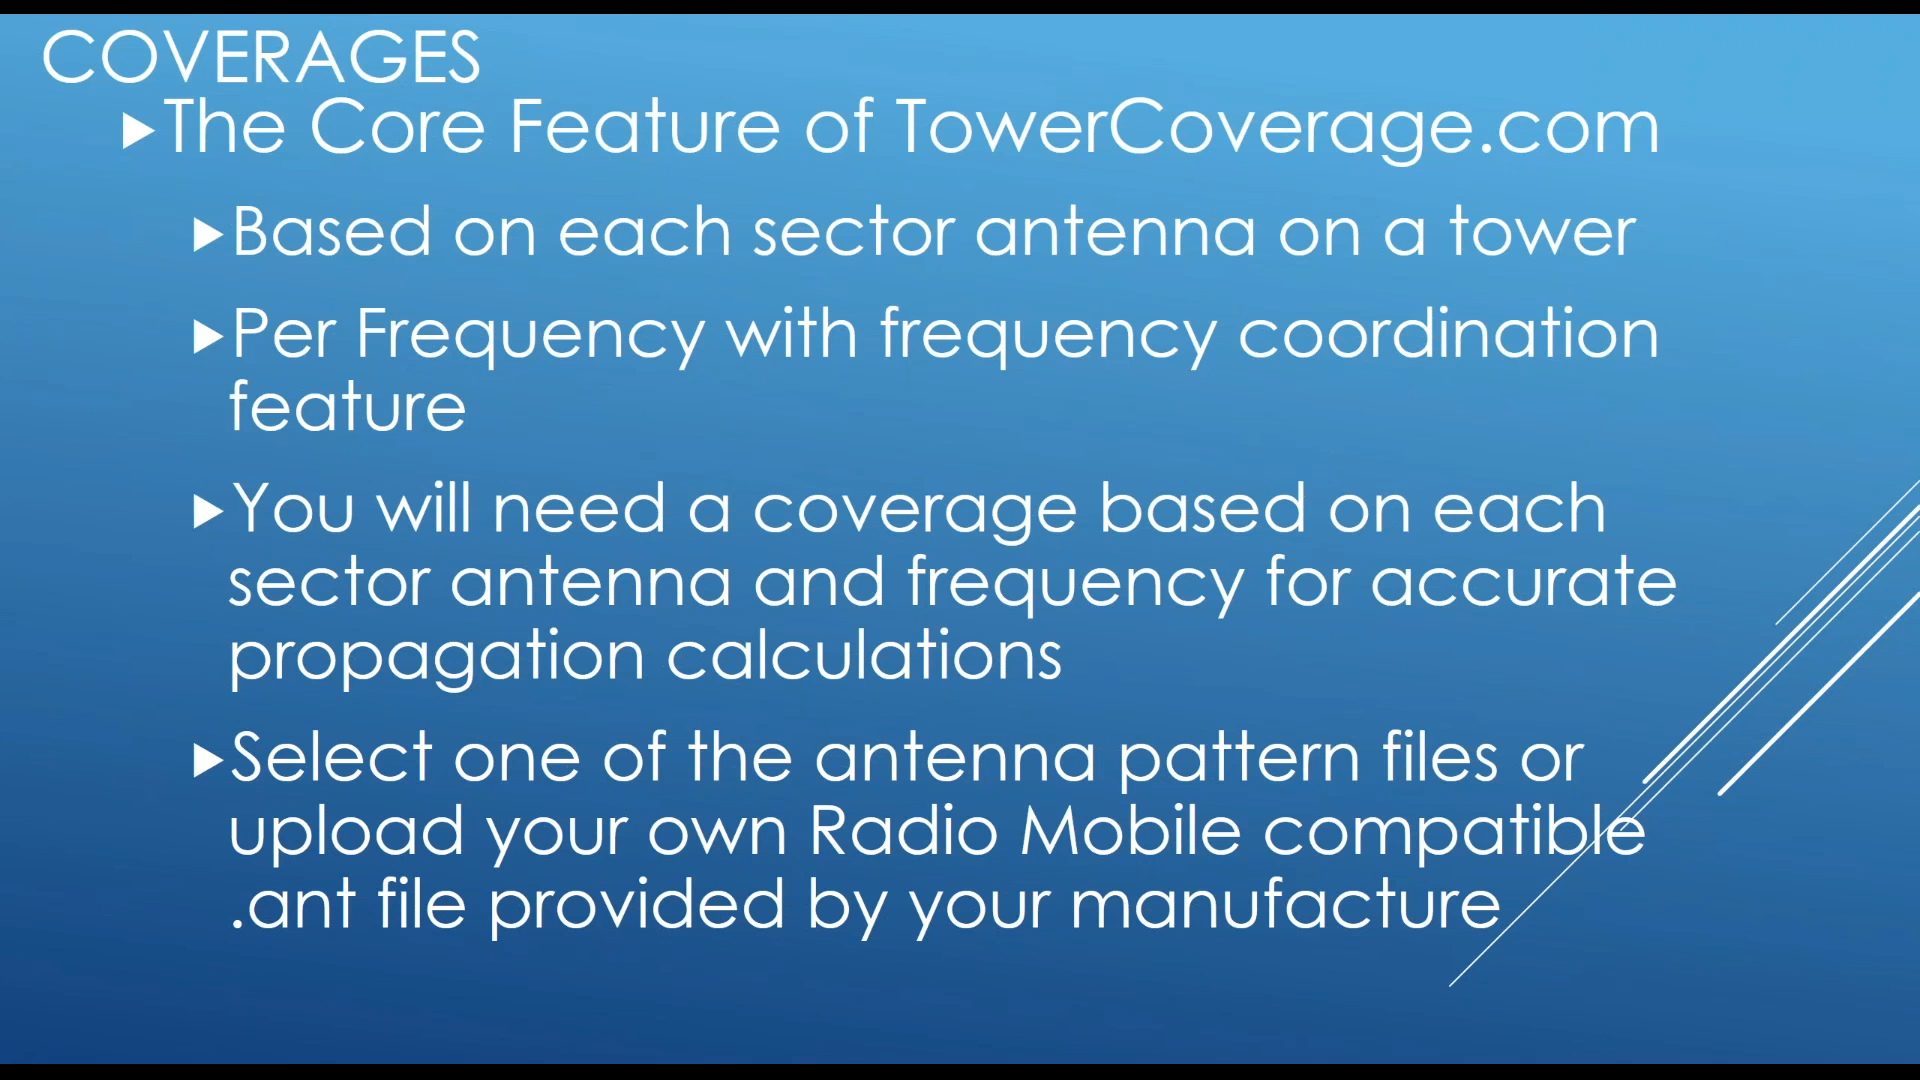 COVERAGES
The Core Feature of TowerCoverage.com
Based on each sector antenna on a tower
Per Frequency with frequency coordination
feature
You will need a coverage based on each
sector antenna and frequency for accurate
propagation calculations
Select one of the antenna pattern files or
upload your own Radio Mobile compatible
.ant file provided by your manufacture